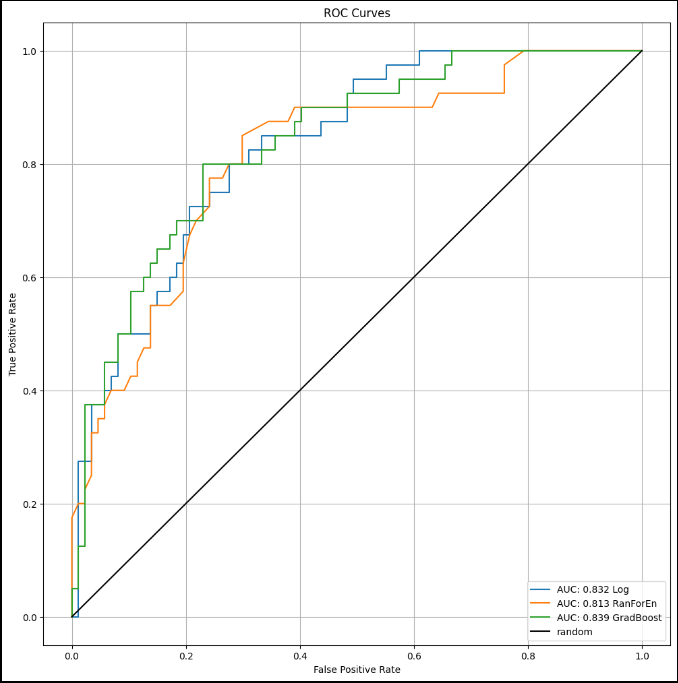 ROC Curves
1.0
0.8
0.6
0.4
0.2
0.0
True Positive Rate
0.0 0.2 0.4 0.6 0.8 1.0
False Positive Rate
AUC: 0.832 Log
AUC: 0.813 RanForEn
AUC: 0.839 GradBoost
random